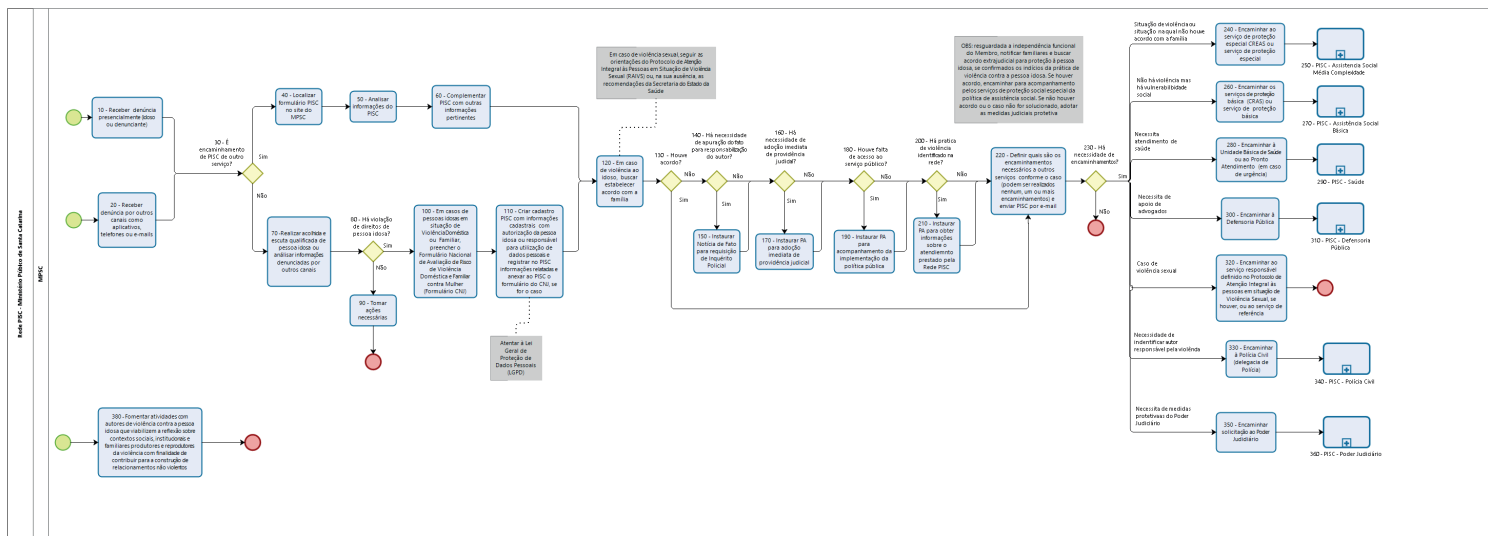 Rede PISC - Ministério Público de Santa Catarina
MPSC
10 - Receber denúncia
presencialmente (idoso
ou denunciante)
20 - Receber
denúncia por outros
canais como
aplicativos,
telefones ou e-mails
30 - É
encaminhamento
de PISC de outro
serviço?
Sim
Não
40 - Localizar
formulário PISC
no site do
MPSC
50 - Analisar
informações do
PISC
60 - Complementar
PISC com outras
informações
pertinentes
70 -Realizar acolhida e
escuta qualificada de
pessoa idosa ou
análisar informações
denunciadas por
outros canais
80 - Há violação
de direitos de
pessoa idosa?
Sim
Não
90 - Tomar
ações
necessárias
100 - Em casos de
pessoas idosas em
situação de
Violência Doméstica
ou Familiar,
preencher o
Formulário Nacional
de Avaliação de Risco
de Violência
Doméstica e Familiar
contra Mulher
(Formulário CNJ)
110 - Criar cadastro
PISC com informações
cadastrais com
autorização da pessoa
idosa ou responsável
para utilização de
dados pessoais e
registrar no PISC
informações relatadas e
anexar ao PISC o
formulário do CNJ, se
for o caso
Atentar à Lei
Geral de
Proteção de
Dados Pessoais
(LGPD)
Em caso de violência sexual, seguir as
orientações do Protocolo de Atenção
Integral às Pessoas em Situação de Violência
Sexual (RAIVS) ou, na sua ausência, as
recomendações da Secretaria do Estado da
Saúde
120 - Em caso
de violência ao
idoso, buscar
estabelecer
acordo com a
família
130 - Houve
acordo?
Não
Sim
140 - Há necessidade
de apuração do fato
para responsabilização
do autor?
Não
Sim
150 - Instaurar
Notícia de Fato
para requisição
de Inquérito
Policial
160 - Há
necessidade de
adoção imediata
de providência
judicial?
Não
Sim
170 - Instaurar PA
para adoção
imediata de
providência judicial
180 - Houve falta
de acesso ao
serviço público?
Não
Sim
190 - Instaurar PA
para
acompanhamento da
implementação da
política pública
200 - Há pratica
de violência
identificado na
rede?
Não
Sim
210 - Instaurar
PA para obter
informações
sobre o
atendiemnto
prestado pela
Rede PISC
OBS: resguardada a independência funcional
do Membro, notificar familiares e buscar
acordo extrajudicial para proteção à pessoa
idosa, se confirmados os indícios da prática de
violência contra a pessoa idosa. Se houver
acordo, encaminhar para acompanhamento
pelos serviços de proteção social especial da
política de assistência social. Se não houver
acordo ou o caso não for solucionado, adotar
as medidas judiciais protetiva
220 - Definir quais são os
encaminhamentos
necessários a outros
serviços conforme o caso
(podem ser realizados
nenhum, um ou mais
encaminhamentos) e
enviar PISC por e-mail
230 - Há
necessidade de
encaminhamentos?
Sim
Não
Situação de violência ou
situação na qual não houve
acordo com a família
240 - Encaminhar ao
serviço de proteção
especial CREAS ou
serviço de proteção
especial
250 - PISC - Assistencia Social
Média Complexidade
Não há violência mas
há vulnerabilidade
social
260 - Encaminhar os
serviços de proteção
básica (CRAS) ou
serviço de proteção
básica
270 - PISC - Assistência Social
Básica
Necessita
atendimento de
saúde
280 - Encaminhar à
Unidade Básica de Saúde
ou ao Pronto
Atendimento (em caso
de urgência)
290 - PISC - Saúde
Necessita de
apoio de
advogados
300 - Encaminhar à
Defensoria Pública
310 - PISC - Defensoria
Pública
Caso de
violência sexual
320 - Encaminhar ao
serviço responsável
definido no Protocolo de
Atenção Integral às
pessoas em situação de
Violência Sexual, se
houver, ou ao serviço de
referência
Necessidade de
indentificar autor
responsável pela violência
330 - Encaminhar
à Polícia Civil
(delegacia de
Polícia)
340 - PISC - Polícia Civil
Necessita de medidas
protetivas do Poder
Judiciário
350 - Encaminhar
solicitação ao Poder
Judiciário
360 - PISC - Poder Judiciário
380 - Fomentar atividades com
autores de violência contra a pessoa
idosa que viabilizem a reflexão sobre
contextos sociais, institucionais e
familiares produtores e reprodutores
da violência com finalidade de
contribuir para a construção de
relacionamentos não violentos